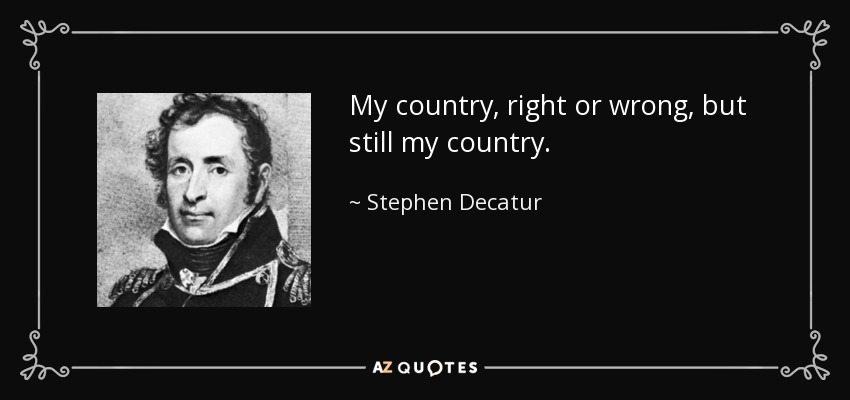 My country, right or wrong, but
still my country.
~ Stephen Decatur
AZ QUOTES